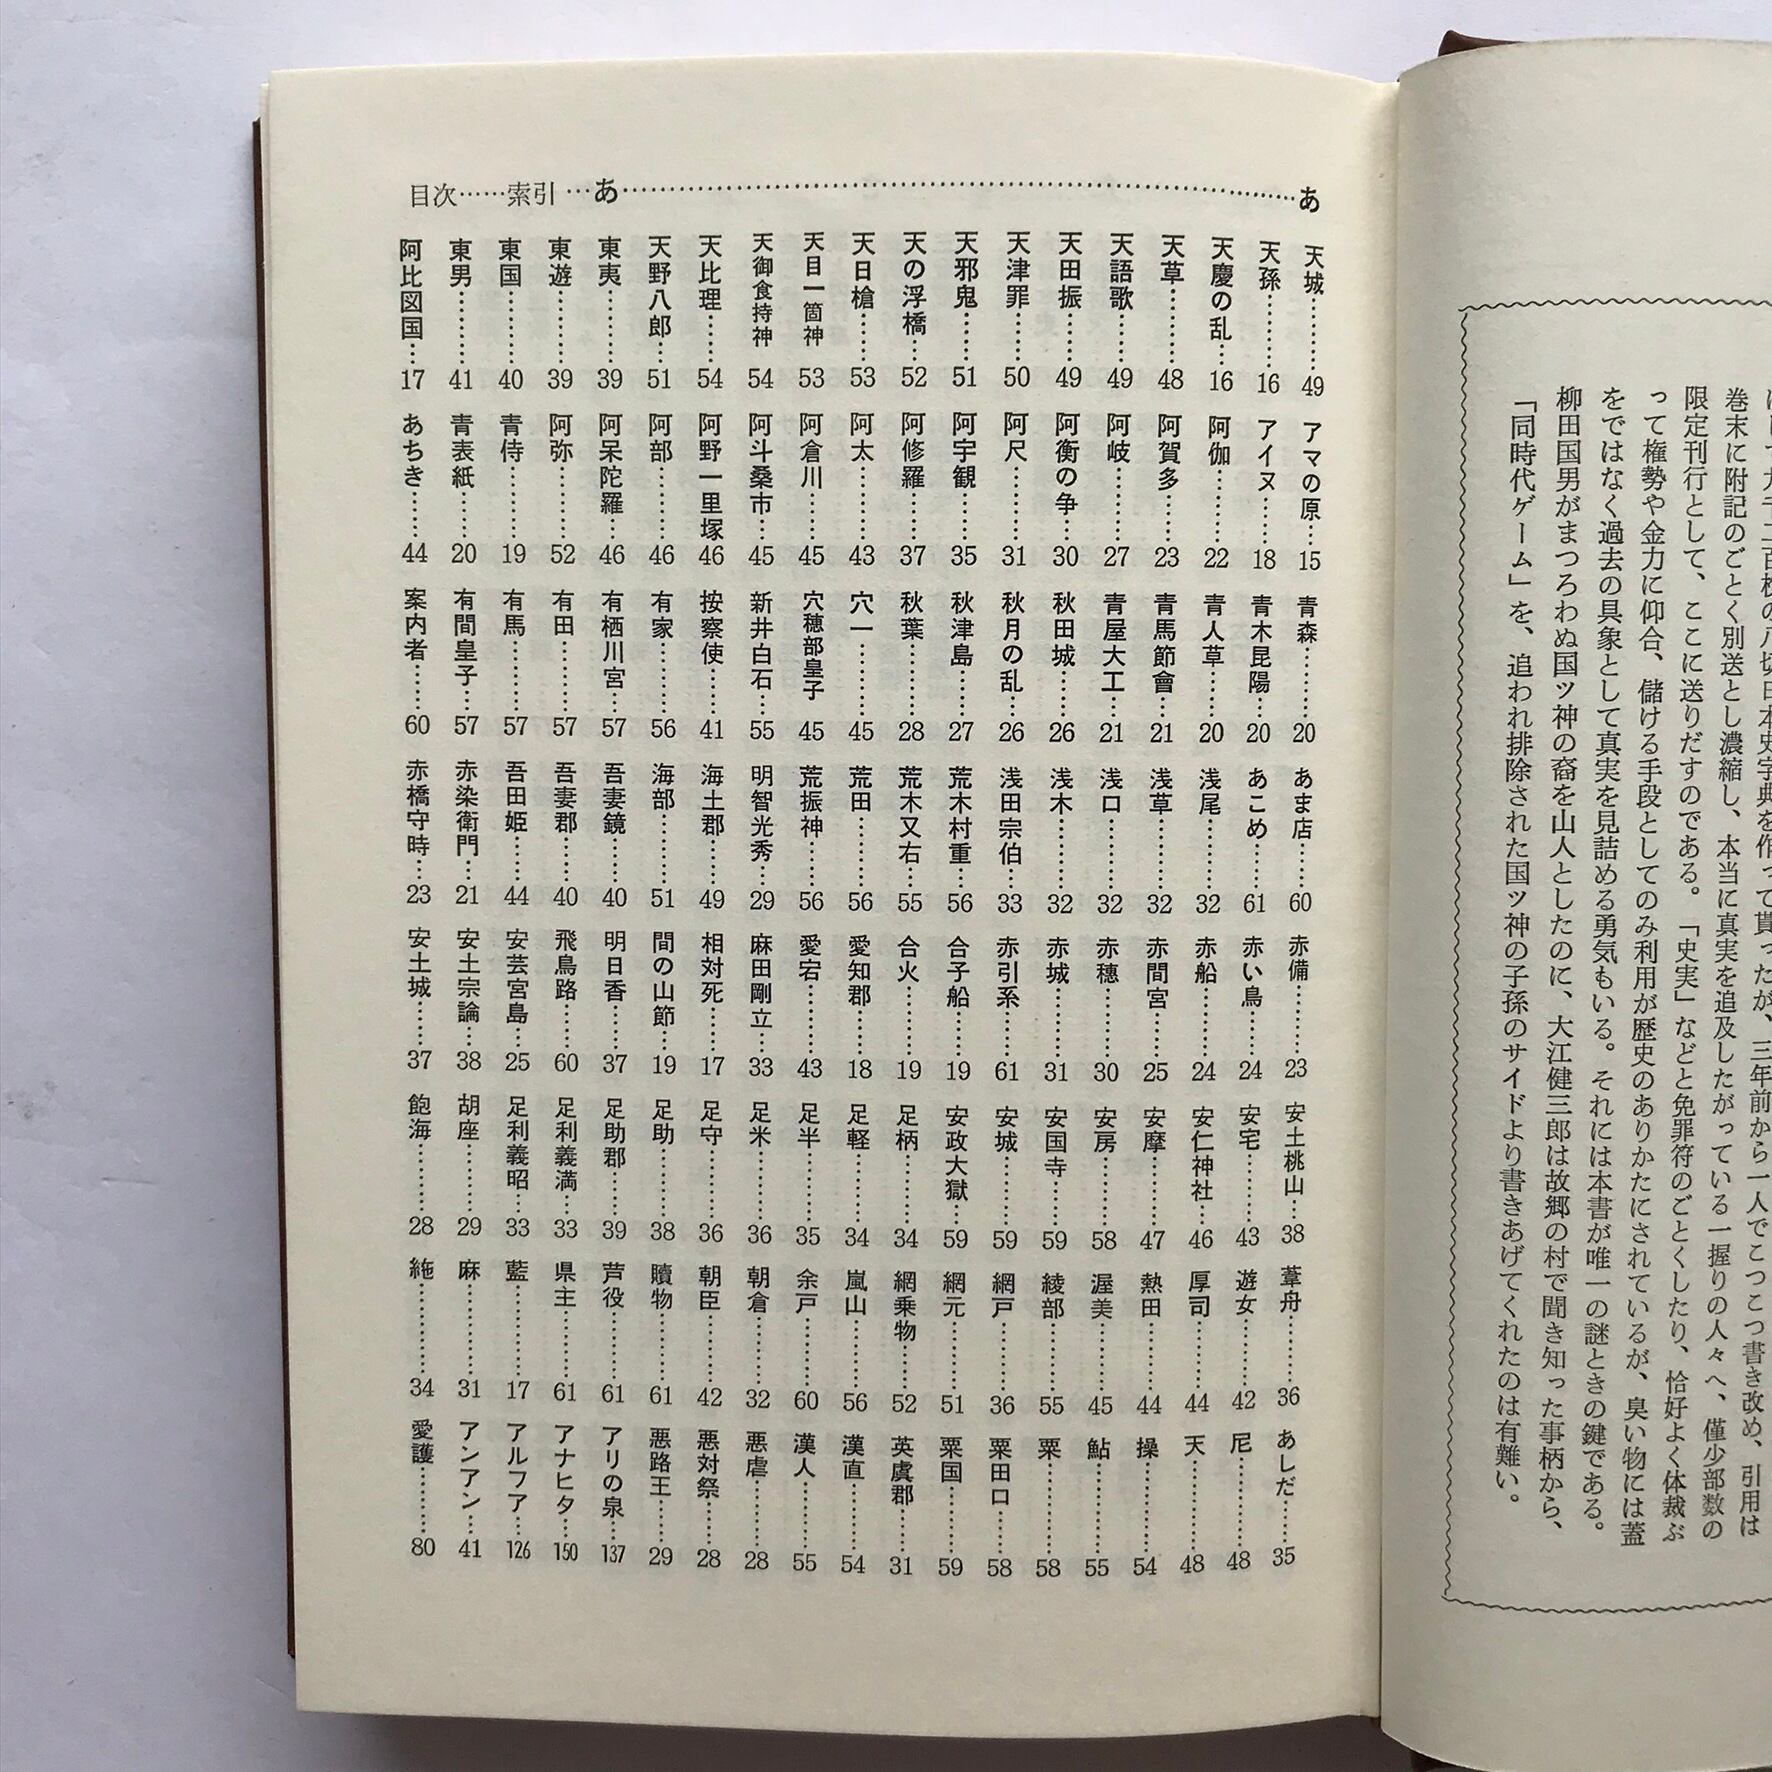 百枚の八切日本史字典を作って貰ったが、三年前から一人でこつこつ書き改め、引用は
巻末に附記のごとく別送とし濃縮し、本当に真実を追及したがっている一握りの人々へ、僅少部数の
限定刊行として、ここに送りだすのである。「史実」などと免罪符のごとくしたり、恰好よく体裁ぶ
って権勢や金力に仰合、儲ける手段としてのみ利用が歴史のありかたにされているが、臭い物には蓋
をではなく過去の具象として真実を見詰める勇気もいる。それには本書が唯一の謎ときの鍵である。
柳田国男がまつろわぬ国ツ神の裔を山人としたのに、大江健三郎は故郷の村で聞き知った事柄から、
「同時代ゲーム」を、追われ排除された国ツ神の子孫のサイドより書きあげてくれたのは有難い。
目次……索引…あ……あ
天城……49
天孫……16
天慶の乱…16
天草……48
天語歌……49
天田振……49
天津罪……50
天邪鬼……51
天の浮橋…52
天日槍……53
天目一箇神 53
天御食持神 54
天比理……54
天野八郎…51
東夷……39
東遊……39
東国……40
東男……41
阿比図国…17
アマの原…15
アイヌ……18
阿伽……22
阿賀多……23
阿岐……27
阿衡の争…30
阿尺……31
阿宇観……35
阿修羅……37
阿太……43
阿倉川……45
阿斗桑市…45
阿野一里塚 46
阿部……46
阿呆陀羅…46
阿弥……52
青侍……19
青表紙……20
あちき……44
青森……20
青木昆陽…20
青人草……20
青馬節會…21
青屋大工…21
秋田城……26
秋月の乱…26
秋津島……27
秋葉……28
穴一……45
穴穂部皇子 45
新井白石…55
按察使……41
有家……56
有栖川宮…57
有田……57
有馬……57
有間皇子…57
案内者……60
あま店……60
あこめ……61
浅尾……32
浅草……32
浅口……32
浅木……32
浅田宗伯…33
荒木村重…56
荒木又右…55
荒田……56
荒振神……56
明智光秀…29
海土郡……49
海部……51
吾妻鏡……40
吾妻郡……40
吾田姫……44
赤染衛門…21
赤橋守時…23
赤備……23
赤い鳥……24
赤船……24
赤間宮……25
赤穂……30
赤城……31
赤引系……61
合子船……19
合火……19
愛知郡……18
愛宕……43
麻田剛立…33
相対死……17
間の山節…19
明日香……37
飛鳥路……60
安芸宮島…25
安土宗論…38
安土城……37
安土桃山…38
安宅……43
安仁神社…46
安摩……47
安房……58
安国寺……59
安城……59
安政大獄…59
足柄……34
足軽……34
足半……35
足米……36
足守……36
足助……38
足助郡……39
足利義満…33
足利義昭…33
胡座……29
飽海……28
葦舟……36
遊女……42
厚司……44
熱田……44
渥美……45
綾部……55
網戸……36
網元……51
網乗物……52
嵐山……56
余戸……60
朝倉……32
朝臣……42
贖物……61
芦役……61
県主……61
藍……17
麻……31
絁……34
あしだ……35
尼……48
天……48
操……54
鮎……55
粟……58
粟田口……58
粟国……59
英虞郡……31
漢直……54
漢人……55
悪虐……28
悪対祭……28
悪路王……29
アリの泉…137
アナヒタ…150
アルフア…126
アンアン…41
愛護……80